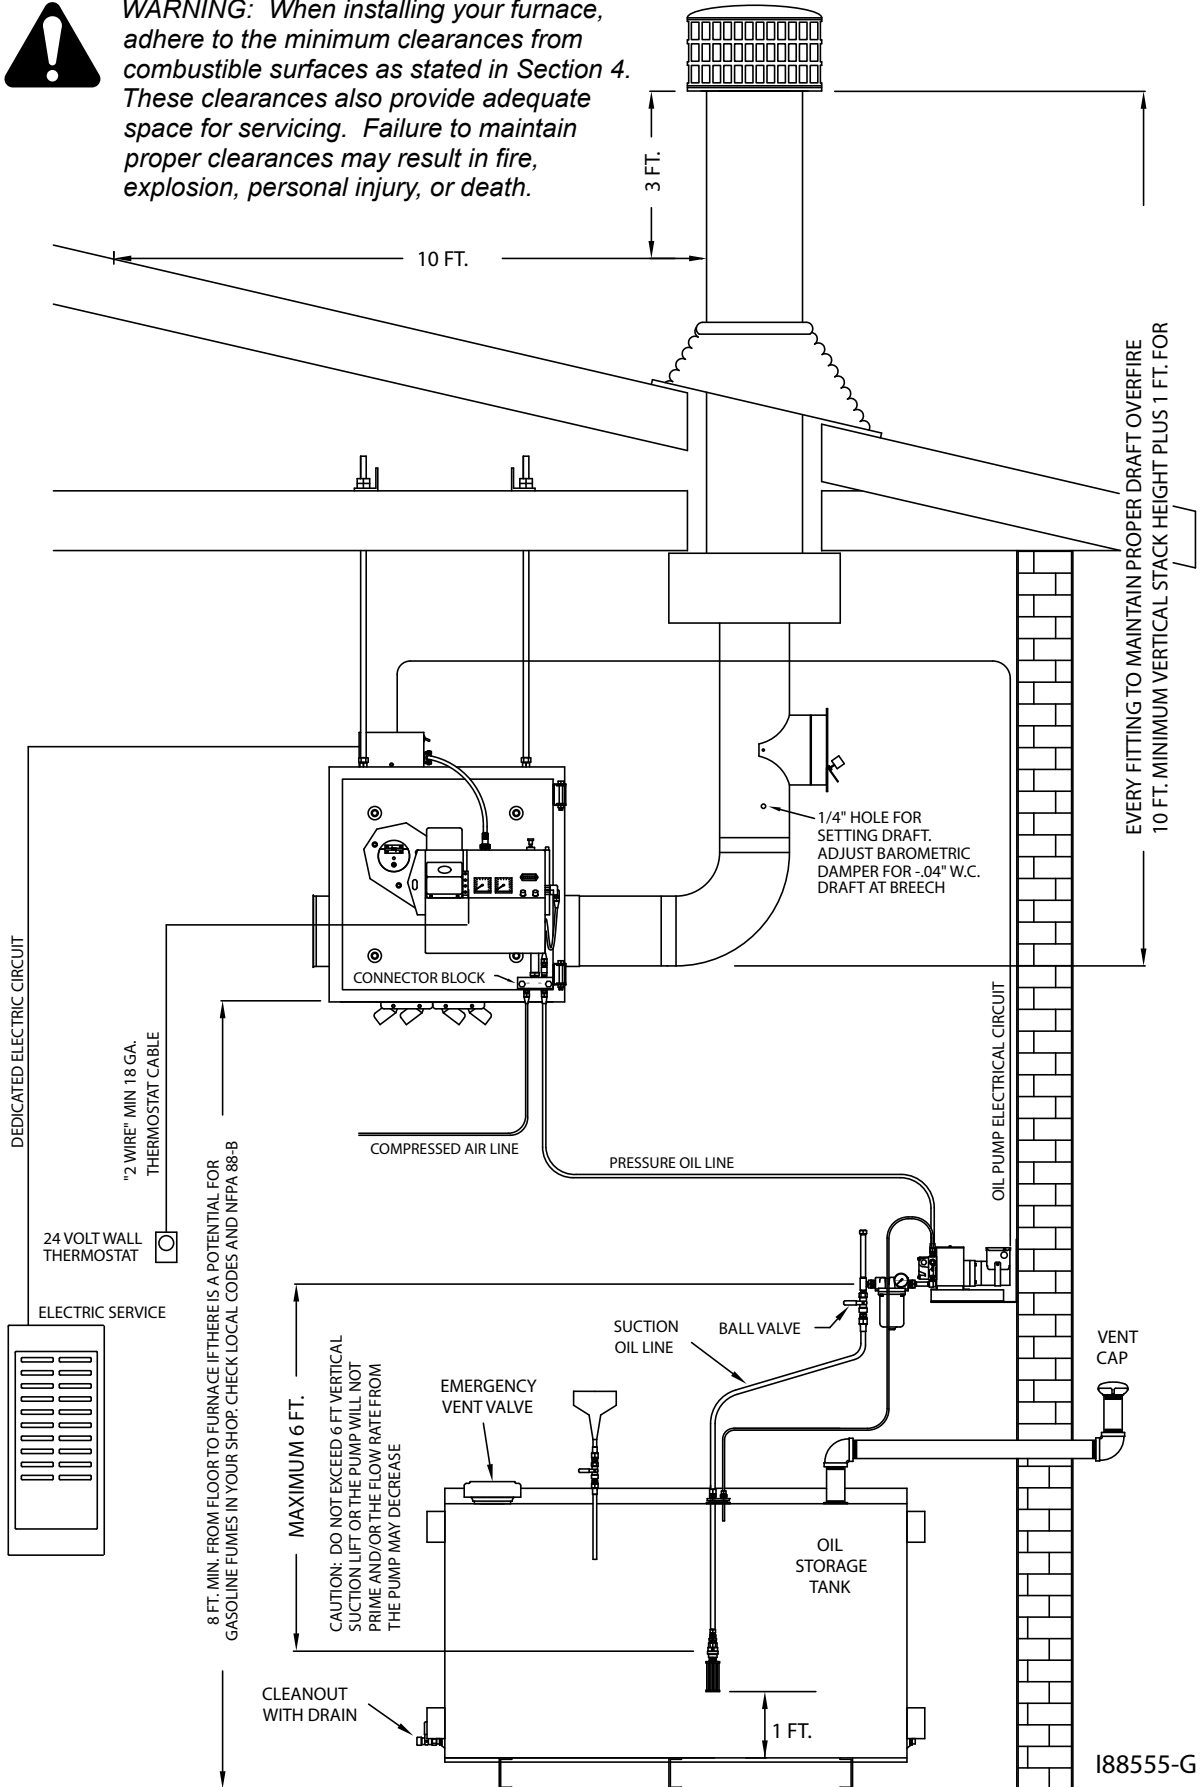 WARNING:  When installing your furnace,
adhere to the minimum clearances from
combustible surfaces as stated in Section 4.
These clearances also provide adequate
space for servicing.  Failure to maintain
proper clearances may result in fire,
explosion, personal injury, or death.
3 FT.
10 FT.
10 FT. MINIMUM VERTICAL STACK HEIGHT PLUS 1 FT. FOR
EVERY FITTING TO MAINTAIN PROPER DRAFT OVERFIRE
1/4" HOLE FOR
SETTING DRAFT.
ADJUST BAROMETRIC
DAMPER FOR -.04" W.C.
DRAFT AT BREECH
CONNECTOR BLOCK
DEDICATED ELECTRIC CIRCUIT
"2 WIRE" MIN 18 GA.
THERMOSTAT CABLE
OIL PUMP ELECTRICAL CIRCUIT
COMPRESSED AIR LINE
PRESSURE OIL LINE
24 VOLT WALL
THERMOSTAT
ELECTRIC SERVICE
8 FT. MIN. FROM FLOOR TO FURNACE IF THERE IS A POTENTIAL FOR
GASOLINE FUMES IN YOUR SHOP. CHECK LOCAL CODES AND NFPA 88-B
MAXIMUM 6 FT.
CAUTION: DO NOT EXCEED 6 FT VERTICAL
SUCTION LIFT OR THE PUMP WILL NOT
PRIME AND/OR THE FLOW RATE FROM
THE PUMP MAY DECREASE
SUCTION
OIL LINE
BALL VALVE
VENT
CAP
EMERGENCY
VENT VALVE
OIL
STORAGE
TANK
CLEANOUT
WITH DRAIN
1 FT.
I88555-G